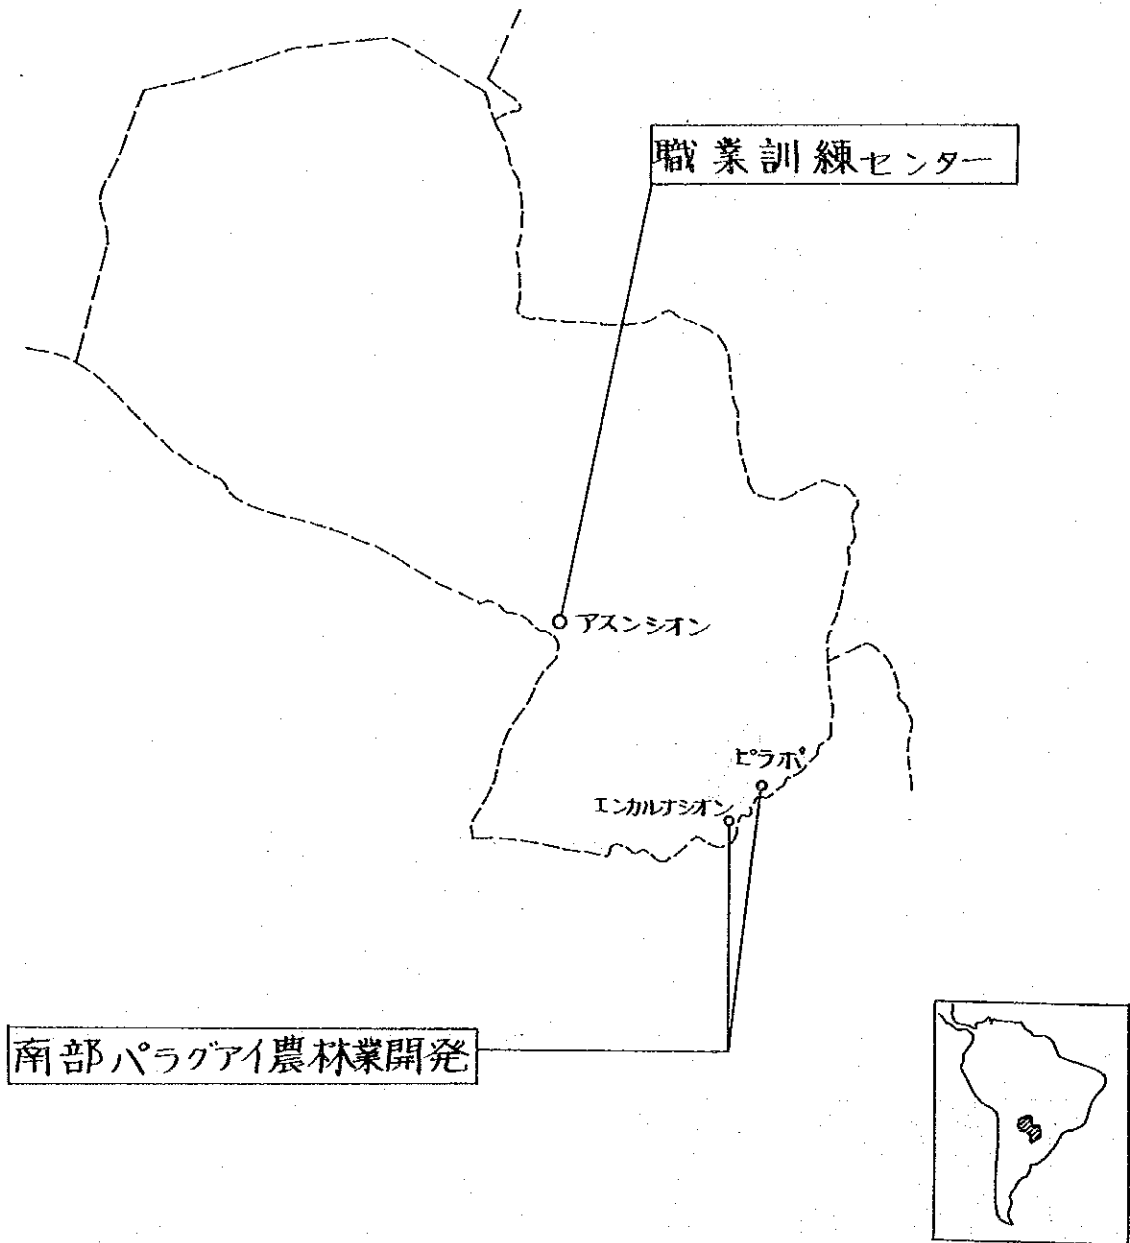 職業訓練センター
アスンシオン
ピラポ
エンカルナシオン
南部パラグアイ農林業開発